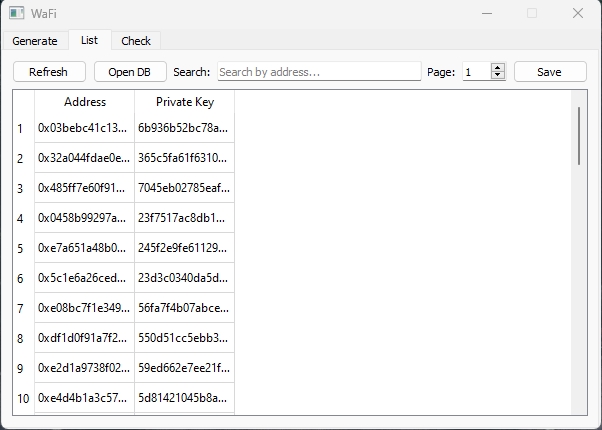 WaFi
Generate List Check
Refresh Open DB Search: Search by address... Page: 1 Save
Address Private Key
1 0x03bebc41c13... 6b936b52bc78a...
2 0x32a044fdae0e... 365c5fa61f6310...
3 0x485ff7e60f91... 7045eb02785eaf...
4 0x0458b99297a... 23f7517ac8db1...
5 0xe7a651a48b0... 245f2e9fe61129...
6 0x5c1e6a26ced... 23d3c0340da5d...
7 0xe08bc7f1e349... 56fa7f4b07abce...
8 0xdf1d0f91a7f2... 550d51cc5ebb3...
9 0xe2d1a9738f02... 59ed662e7ee21f...
10 0xe4d4b1a3c57... 5d81421045b8a...